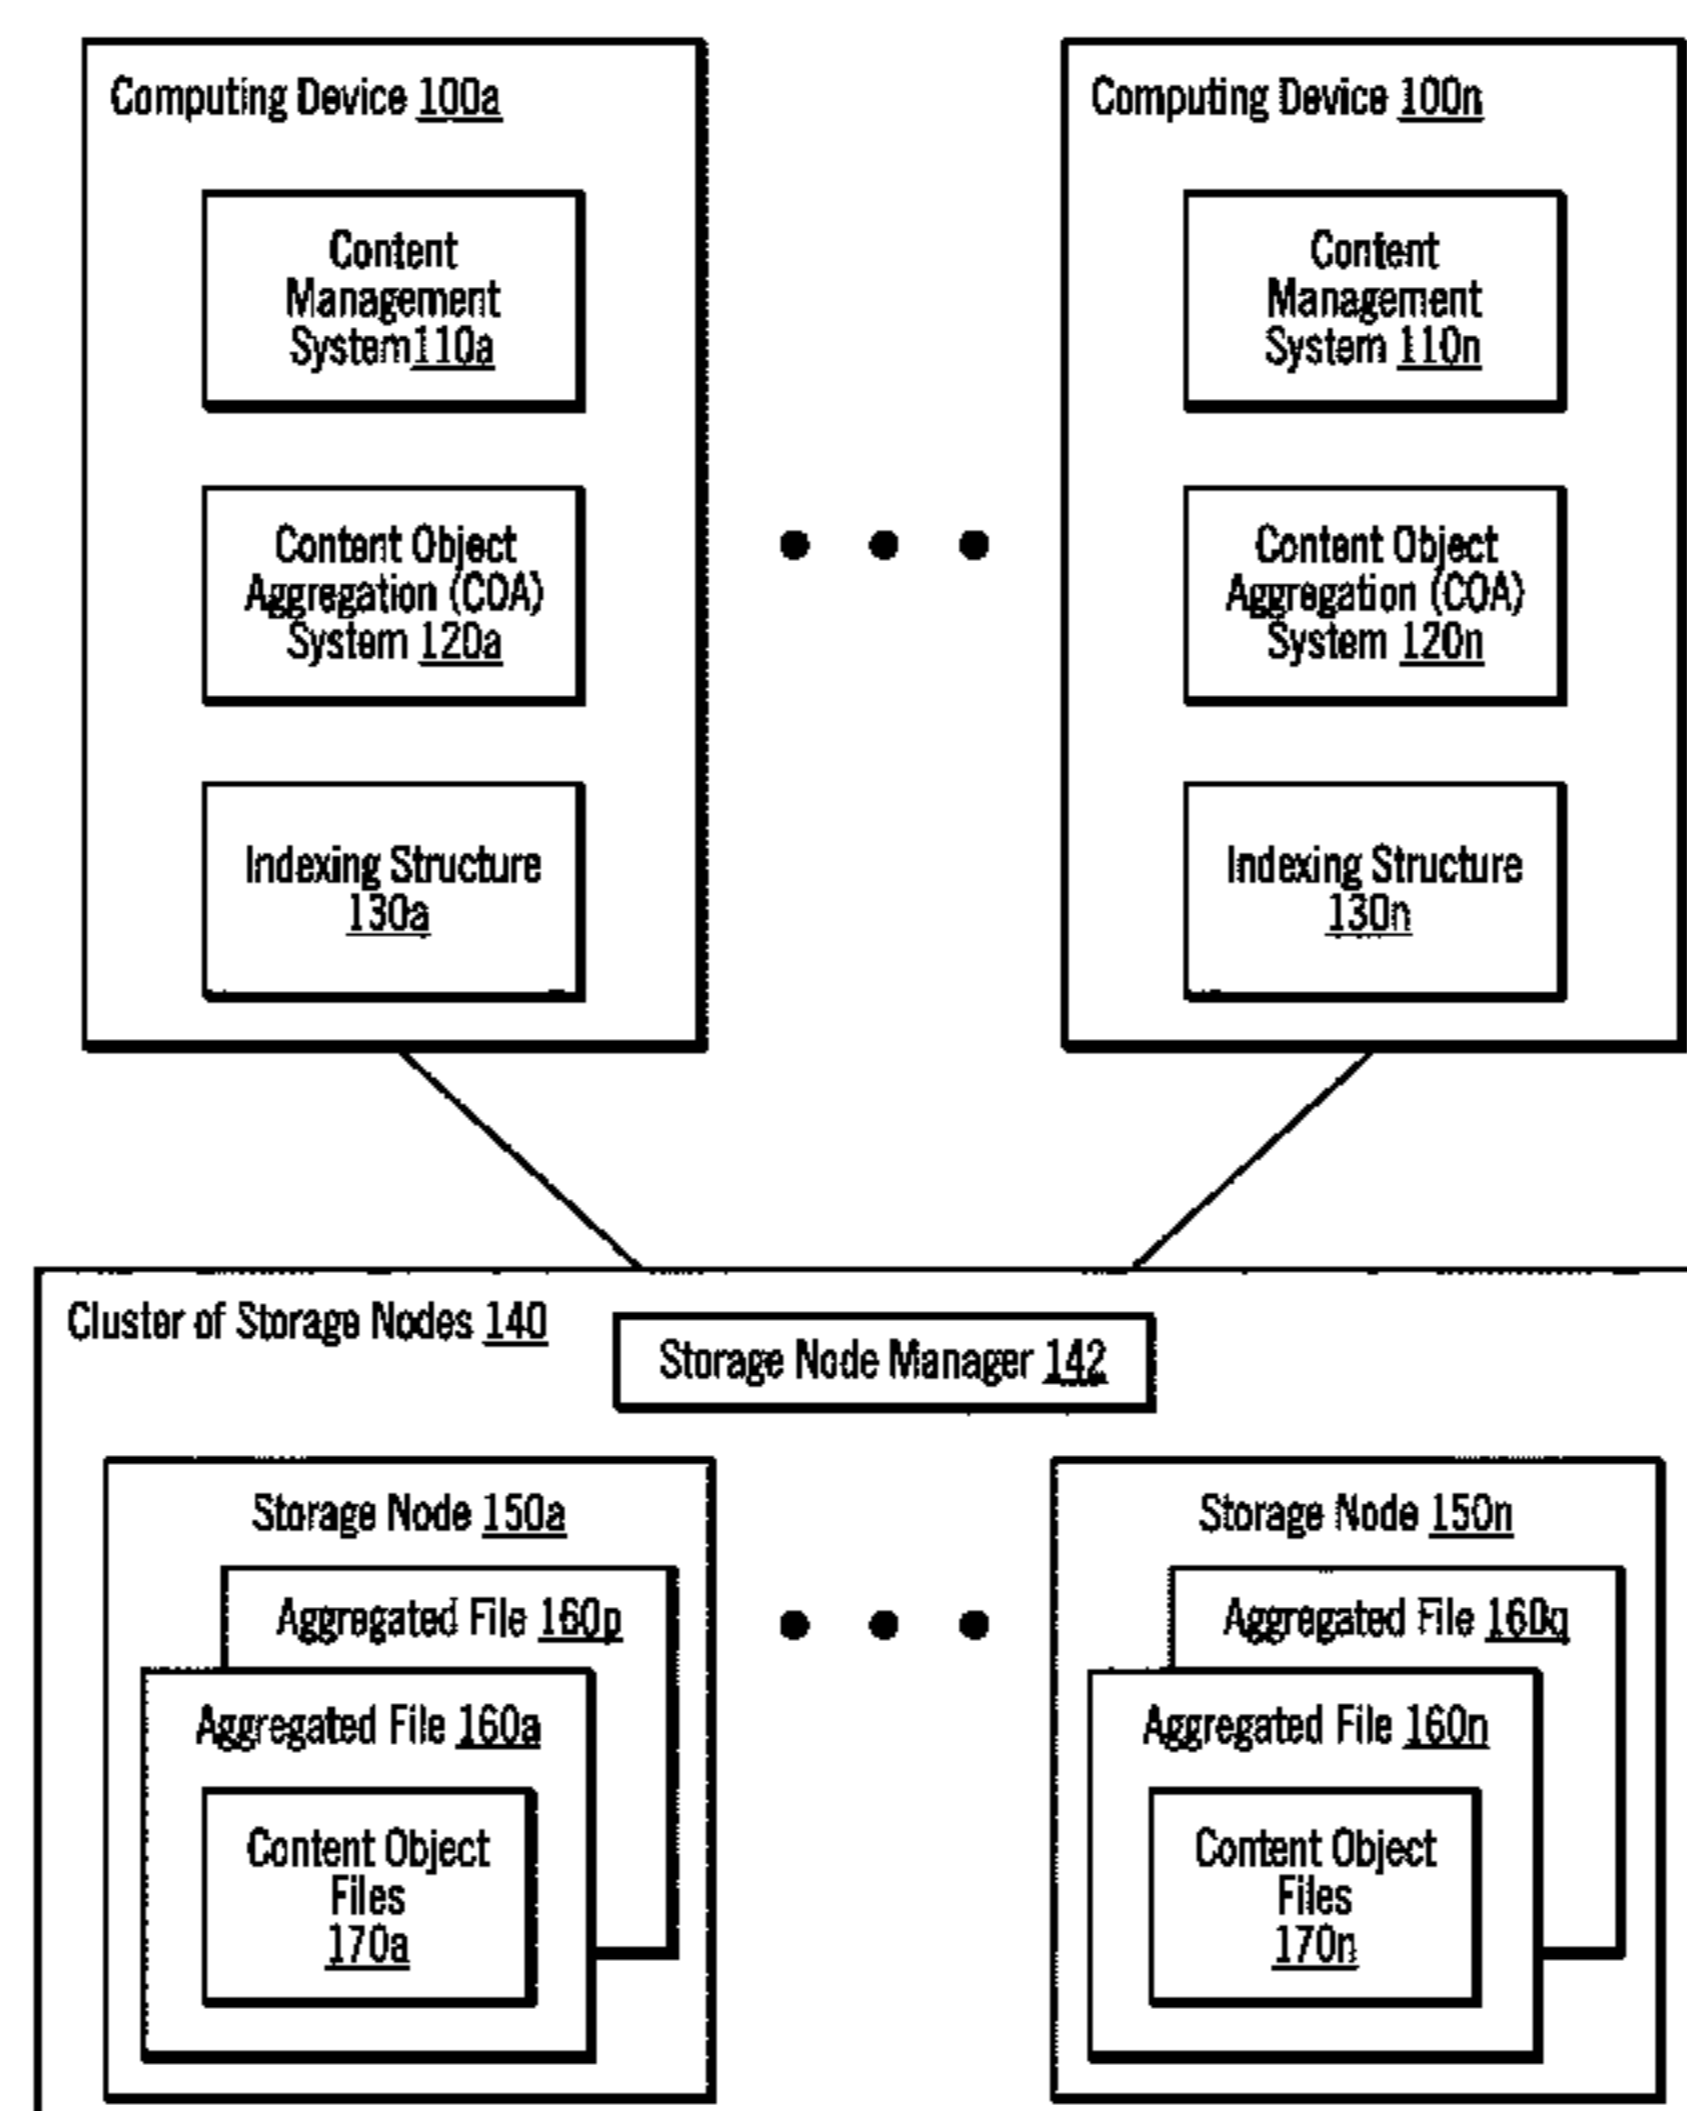 Computing Device 100a
Content
Management
System110a
Content Object
Aggregation (COA)
System 120a
Indexing Structure
130a
Computing Device 100n
Content
Management
System 110n
Content Object
Aggregation (COA)
System 120n
Indexing Structure
130n
Cluster of Storage Nodes 140
Storage Node Manager 142
Storage Node 150a
Aggregated File 160p
Aggregated File 160a
Content Object
Files
170a
Storage Node 150n
Aggregated File 160q
Aggregated File 160n
Content Object
Files
170n